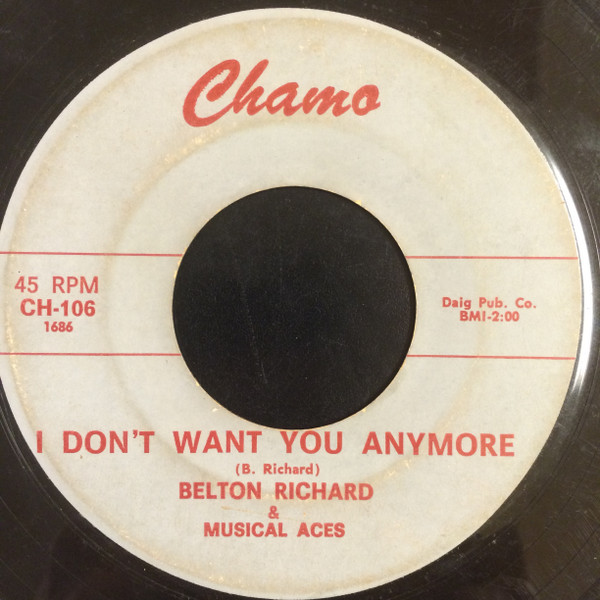 Chamo
45 RPM
CH-106
1686
Daig Pub. Co.
BMI-2:00
I DON'T WANT YOU ANYMORE
(B. Richard)
BELTON RICHARD
&
MUSICAL ACES